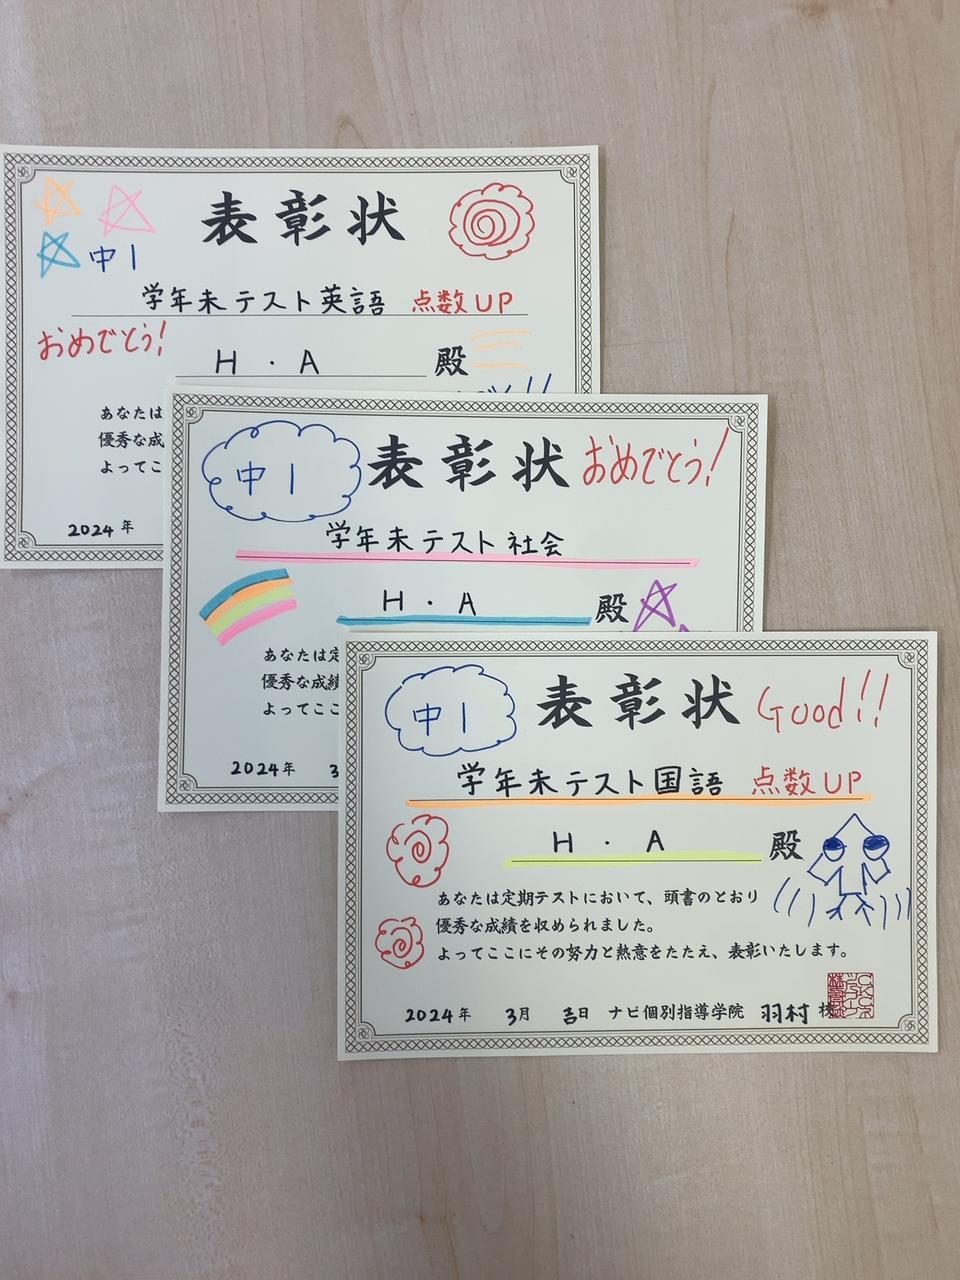 表彰状
中1
学年末テスト英語 点数UP
おめでとう!
H・A 殿
あなたは
優秀な成
よってこ
2024年
中1
表彰状 おめでとう!
学年末テスト社会
H・A 殿
あなたは定
優秀な成績
よってここ
2024年 3
中1
表彰状 Good!!
学年末テスト国語 点数UP
H・A 殿
あなたは定期テストにおいて、頭書のとおり
優秀な成績を収められました。
よってここにその努力と熱意をたたえ、表彰いたします。
2024年 3月 吉日 ナビ個別指導学院 羽村 校